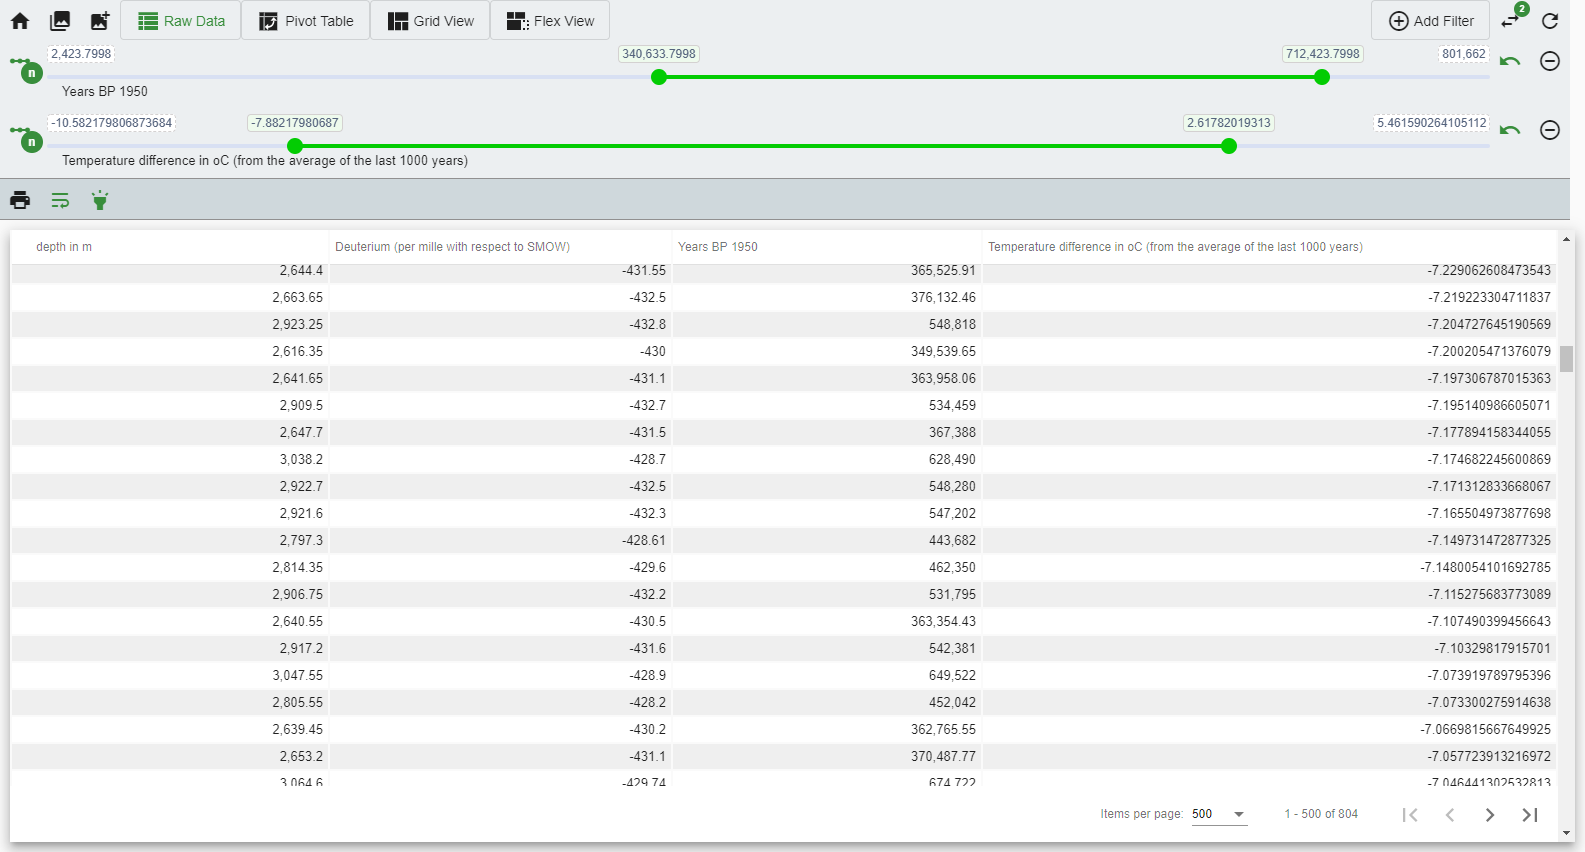 Raw Data Pivot Table Grid View Flex View Add Filter 2
2,423.7998 340,633.7998 712,423.7998 801,662
n
Years BP 1950
-10.582179806873684 -7.88217980687 2.61782019313 5.461590264105112
n
Temperature difference in oC (from the average of the last 1000 years)
depth in m Deuterium (per mille with respect to SMOW) Years BP 1950 Temperature difference in oC (from the average of the last 1000 years)
2,644.4 -431.55 365,525.91 -7.229062608473543
2,663.65 -432.5 376,132.46 -7.219223304711837
2,923.25 -432.8 548,818 -7.204727645190569
2,616.35 -430 349,539.65 -7.200205471376079
2,641.65 -431.1 363,958.06 -7.197306787015363
2,909.5 -432.7 534,459 -7.195140986605071
2,647.7 -431.5 367,388 -7.177894158344055
3,038.2 -428.7 628,490 -7.174682245600869
2,922.7 -432.5 548,280 -7.171312833668067
2,921.6 -432.3 547,202 -7.165504973877698
2,797.3 -428.61 443,682 -7.149731472877325
2,814.35 -429.6 462,350 -7.1480054101692785
2,906.75 -432.2 531,795 -7.115275683773089
2,640.55 -430.5 363,354.43 -7.107490399456643
2,917.2 -431.6 542,381 -7.10329817915701
3,047.55 -428.9 649,522 -7.073919789795396
2,805.55 -428.2 452,042 -7.073300275914638
2,639.45 -430.2 362,765.55 -7.0669815667649925
2,653.2 -431.1 370,487.77 -7.057723913216972
3,064.6 -429.74 674,722 -7.046441302532813
Items per page: 500 1 - 500 of 804